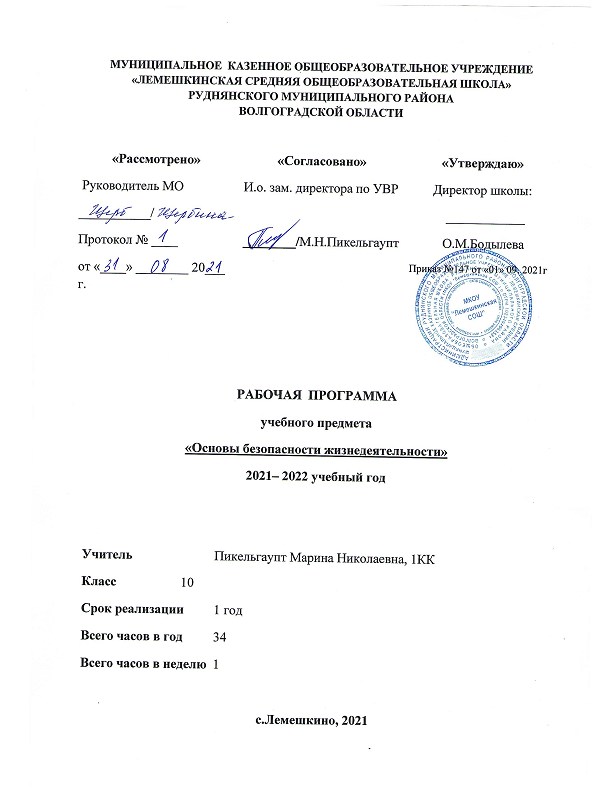 МУНИЦИПАЛЬНОЕ КАЗЕННОЕ ОБЩЕОБРАЗОВАТЕЛЬНОЕ УЧРЕЖДЕНИЕ
«ЛЕМЕШКИНСКАЯ СРЕДНЯЯ ОБЩЕОБРАЗОВАТЕЛЬНАЯ ШКОЛА»
РУДНЯНСКОГО МУНИЦИПАЛЬНОГО РАЙОНА
ВОЛГОГРАДСКОЙ ОБЛАСТИ
«Рассмотрено» «Согласовано» «Утверждаю»
Руководитель МО И.о. зам. директора по УВР Директор школы:
Щерб / Щербина
Протокол № 1 /М.Н.Пикельгаупт О.М.Бодылева
от «31» 08 2021 Приказ №147 от «01» 09. 2021г
г.
МКОУ
"Лемешкинская
СОШ"
РАБОЧАЯ ПРОГРАММА
учебного предмета
«Основы безопасности жизнедеятельности»
2021– 2022 учебный год
Учитель Пикельгаупт Марина Николаевна, 1КК
Класс 10
Срок реализации 1 год
Всего часов в год 34
Всего часов в неделю 1
с.Лемешкино, 2021